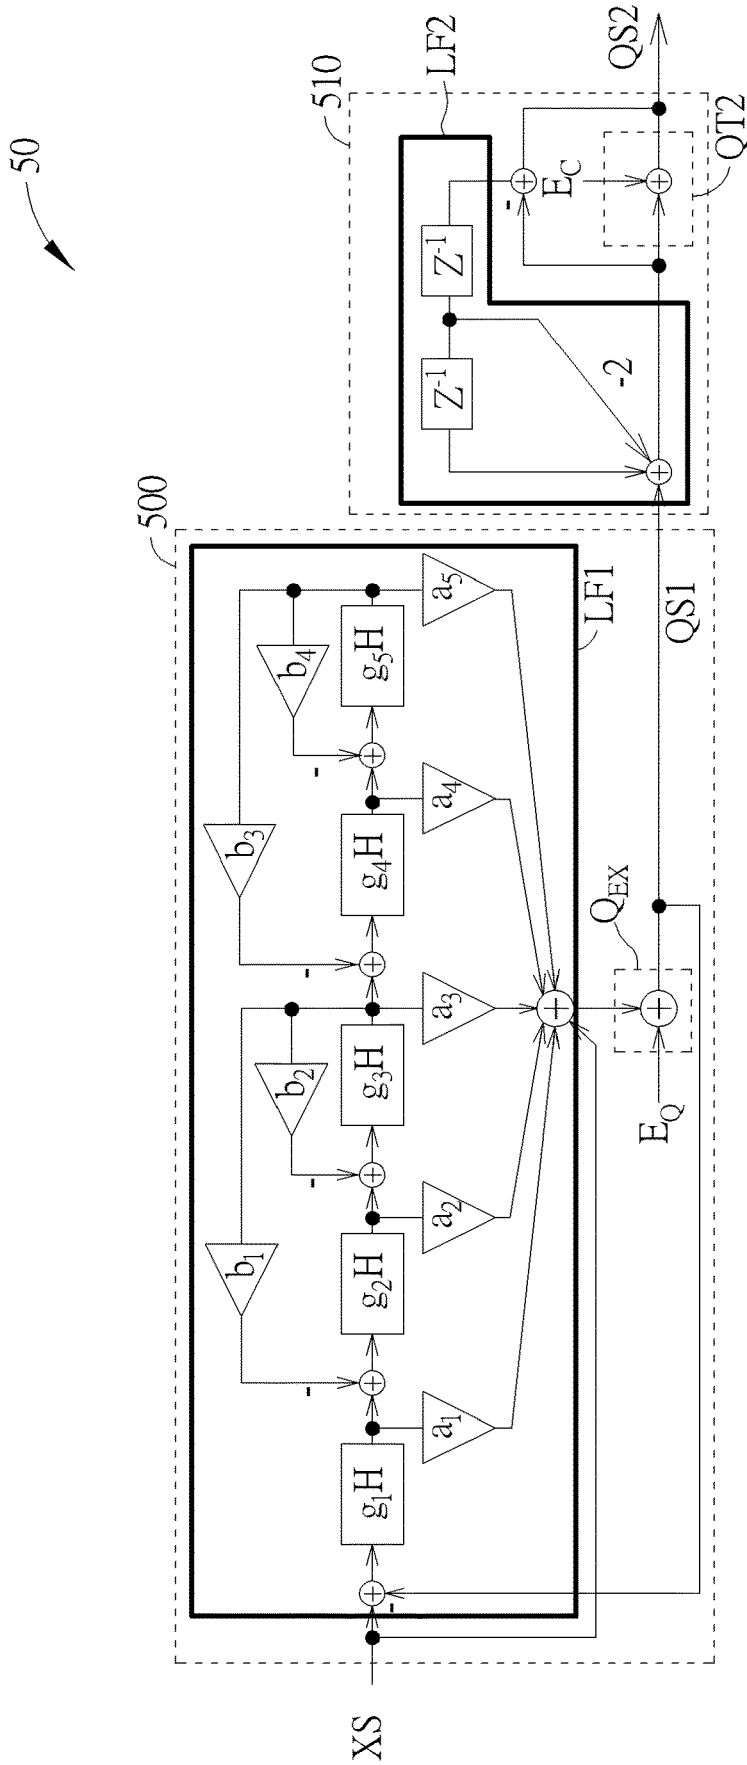 50
500
510
LF2
b₁
b₂
b₃
b₄
-
-
-
-
XS
-
g₁H
g₂H
g₃H
g₄H
g₅H
a₁
a₂
a₃
a₄
a₅
LF1
Z⁻¹
Z⁻¹
-
-2
E_C
E_Q
Q_EX
QS1
QT2
QS2